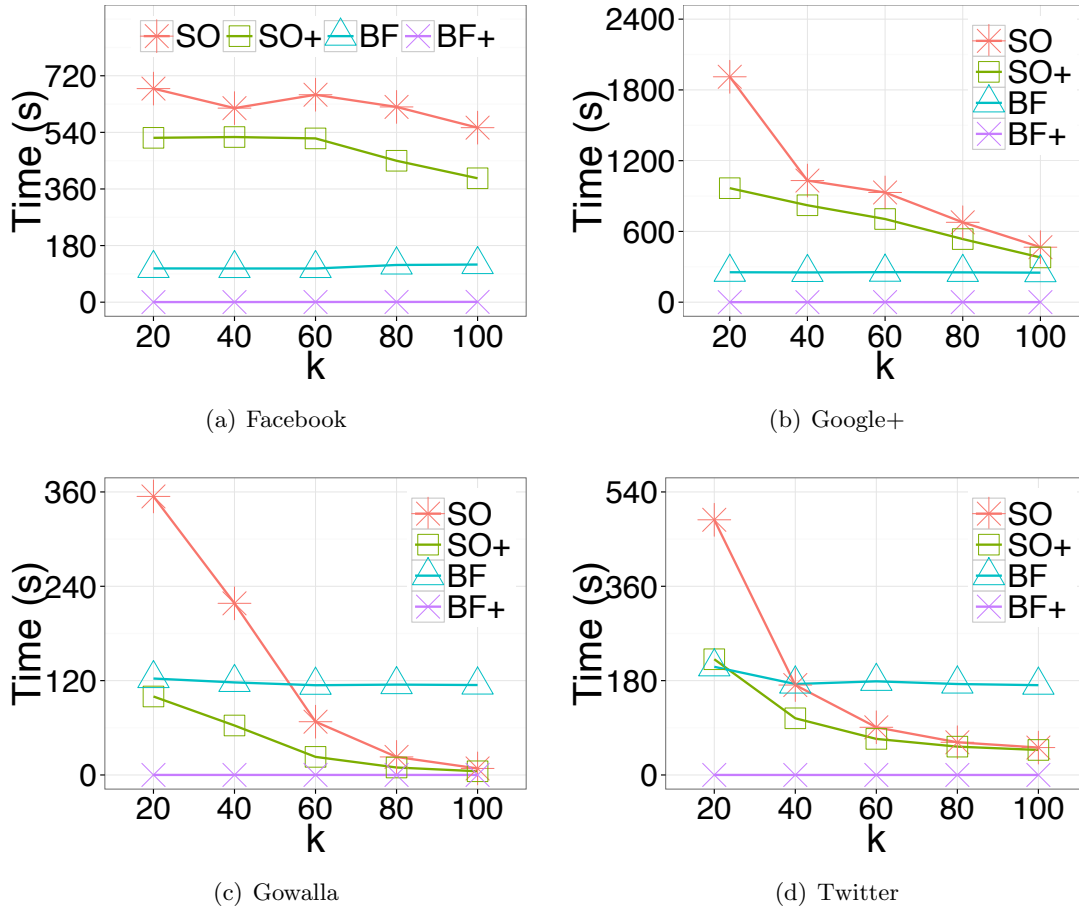 SO SO+ BF BF+
720
540
360
180
0
Time (s)
20 40 60 80 100
k
(a) Facebook
2400
1800
1200
600
0
Time (s)
SO
SO+
BF
BF+
20 40 60 80 100
k
(b) Google+
360
240
120
0
Time (s)
SO
SO+
BF
BF+
20 40 60 80 100
k
(c) Gowalla
540
360
180
0
Time (s)
SO
SO+
BF
BF+
20 40 60 80 100
k
(d) Twitter